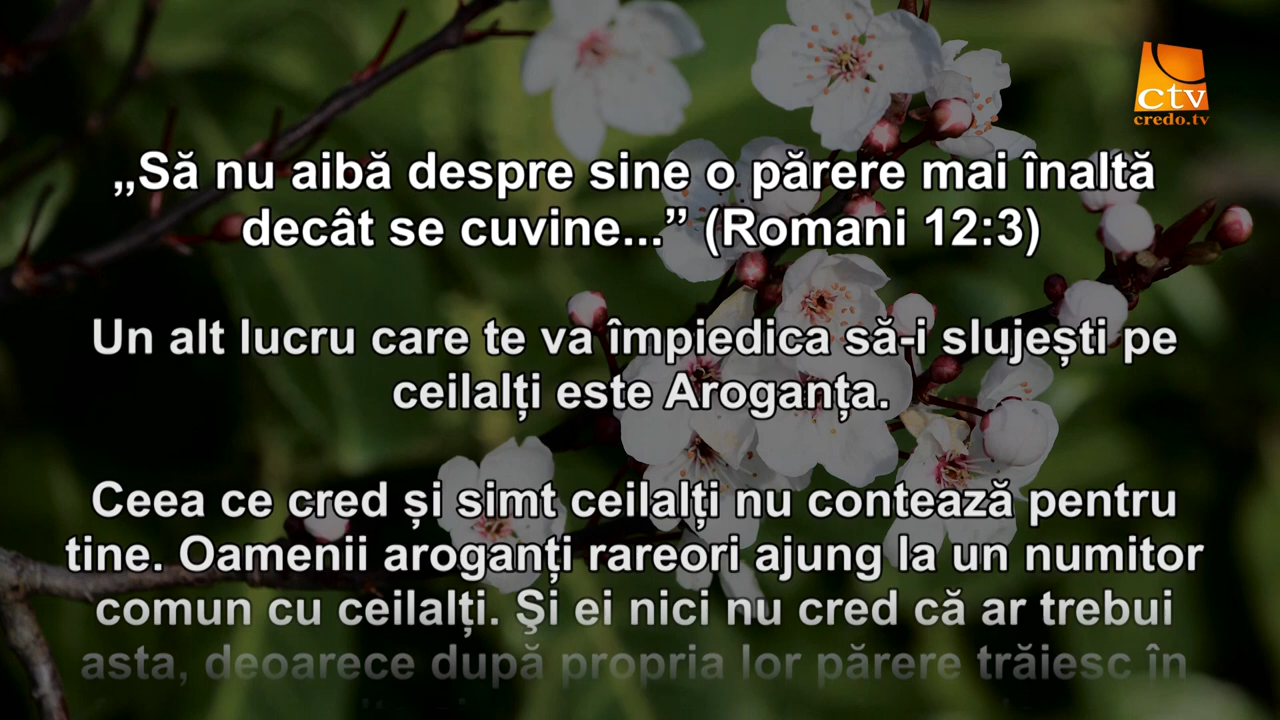 ctv
credo.tv
„Să nu aibă despre sine o părere mai înaltă
decât se cuvine...” (Romani 12:3)
Un alt lucru care te va împiedica să-i slujești pe
ceilalți este Aroganța.
Ceea ce cred și simt ceilalți nu contează pentru
tine. Oamenii aroganți rareori ajung la un numitor
comun cu ceilalți. Şi ei nici nu cred că ar trebui
asta, deoarece după propria lor părere trăiesc în